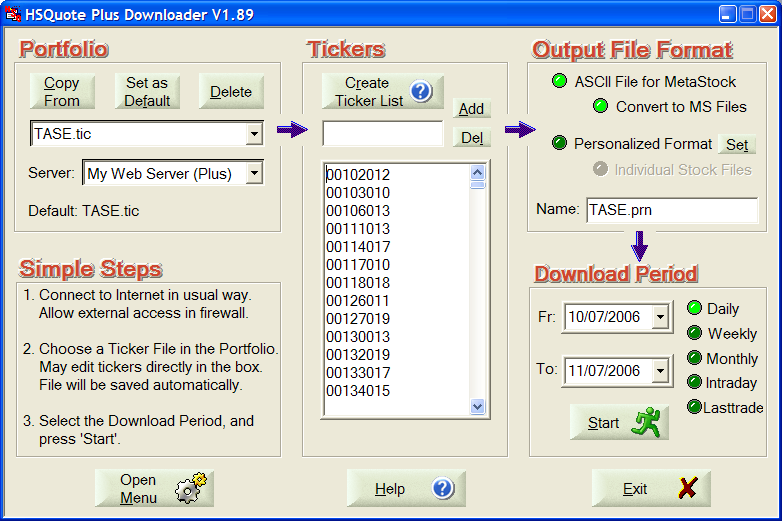 HSQuote Plus Downloader V1.89
Portfolio
Copy From
Set as Default
Delete
TASE.tic
Server: My Web Server (Plus)
Default: TASE.tic
Simple Steps
1. Connect to Internet in usual way.
Allow external access in firewall.
2. Choose a Ticker File in the Portfolio.
May edit tickers directly in the box.
File will be saved automatically.
3. Select the Download Period, and
press 'Start'.
Open Menu
Tickers
Create Ticker List
?
Add
Del
00102012
00103010
00106013
00111013
00114017
00117010
00118018
00126011
00127019
00130013
00132019
00133017
00134015
Help
?
Output File Format
ASCII File for MetaStock
Convert to MS Files
Personalized Format Set
Individual Stock Files
Name: TASE.prn
Download Period
Fr: 10/07/2006
To: 11/07/2006
Daily
Weekly
Monthly
Intraday
Lasttrade
Start
Exit